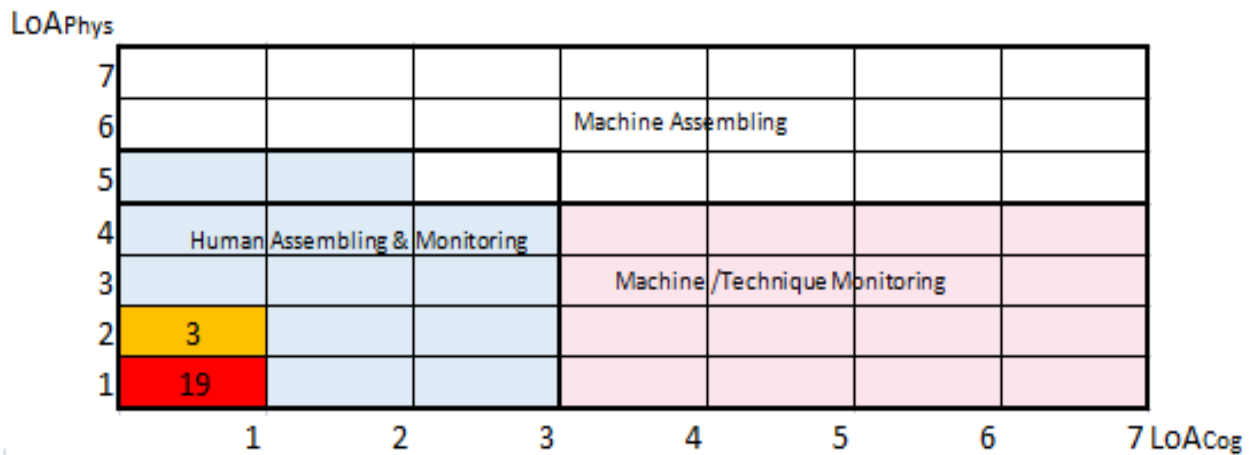 LoAPhys
7
6 Machine Assembling
5
4 Human Assembling & Monitoring
3 Machine /Technique Monitoring
2 3
1 19
1 2 3 4 5 6 7 LoACog